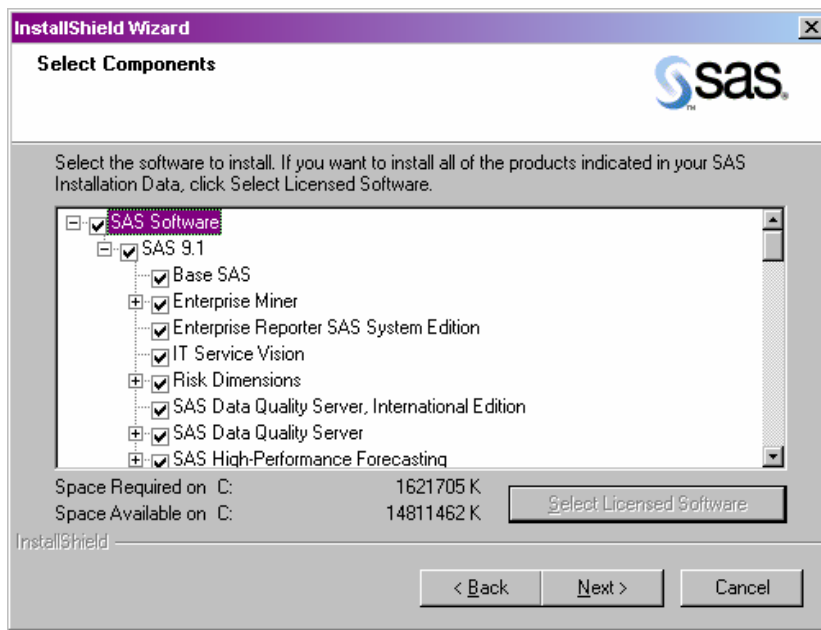 InstallShield Wizard
Select Components
sas®
TM
Select the software to install. If you want to install all of the products indicated in your SAS
Installation Data, click Select Licensed Software.
SAS Software
SAS 9.1
Base SAS
Enterprise Miner
Enterprise Reporter SAS System Edition
IT Service Vision
Risk Dimensions
SAS Data Quality Server, International Edition
SAS Data Quality Server
SAS High-Performance Forecasting
Space Required on C: 1621705 K
Space Available on C: 14811462 K
Select Licensed Software
InstallShield
< Back
Next >
Cancel